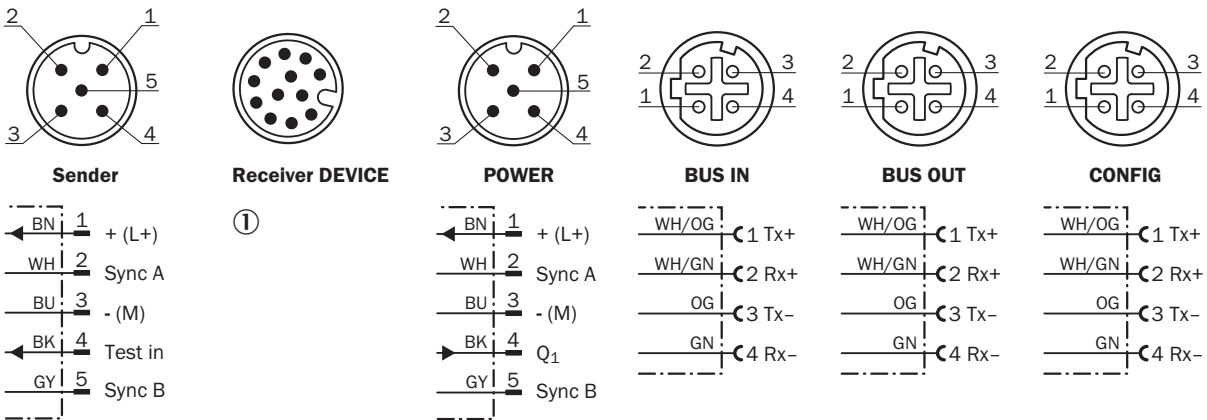 2 1
5
3 4
Sender
BN 1 + (L+)
WH 2 Sync A
BU 3 - (M)
BK 4 Test in
GY 5 Sync B
Receiver DEVICE
①
2 1
5
3 4
POWER
BN 1 + (L+)
WH 2 Sync A
BU 3 - (M)
BK 4 Q₁
GY 5 Sync B
2 3
1 4
BUS IN
WH/OG 1 Tx+
WH/GN 2 Rx+
OG 3 Tx–
GN 4 Rx–
2 3
1 4
BUS OUT
WH/OG 1 Tx+
WH/GN 2 Rx+
OG 3 Tx–
GN 4 Rx–
2 3
1 4
CONFIG
WH/OG 1 Tx+
WH/GN 2 Rx+
OG 3 Tx–
GN 4 Rx–